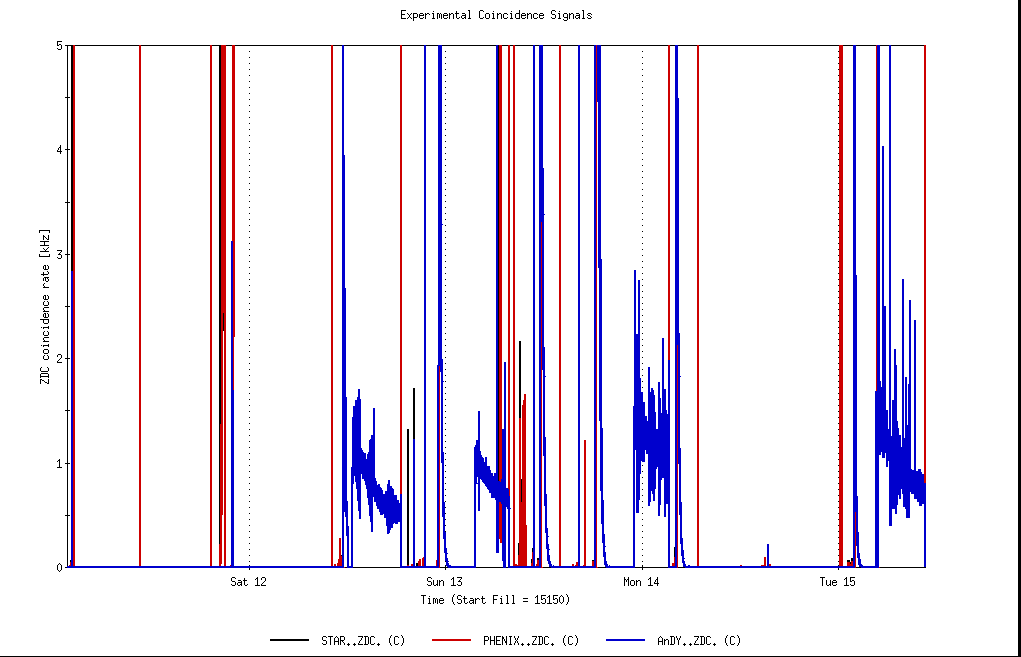 Experimental Coincidence Signals
5
4
3
2
1
0
ZDC coincidence rate [kHz]
Sat 12 Sun 13 Mon 14 Tue 15
Time (Start Fill = 15150)
STAR..ZDC. (C) PHENIX..ZDC. (C) AnDY..ZDC. (C)